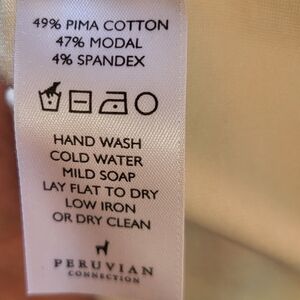 49% PIMA COTTON
47% MODAL
4% SPANDEX
HAND WASH
COLD WATER
MILD SOAP
LAY FLAT TO DRY
LOW IRON
OR DRY CLEAN
PERUVIAN
CONNECTION